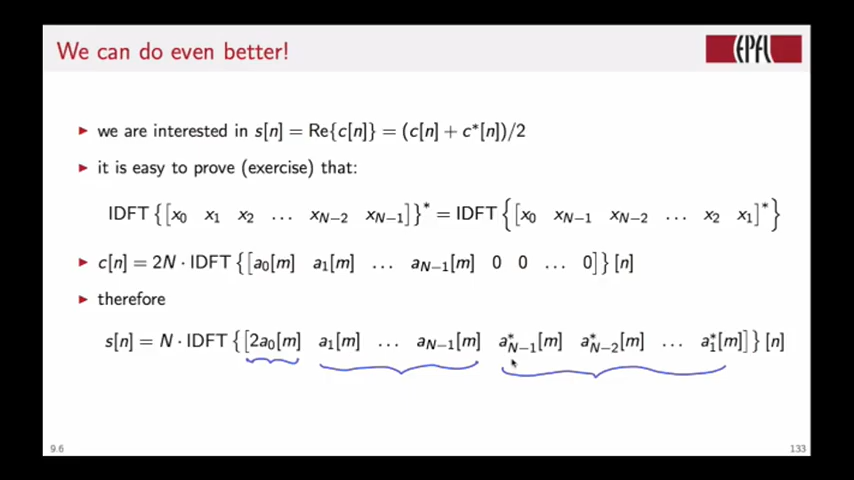 We can do even better!
EPFL
▶ we are interested in s[n] = Re{c[n]} = (c[n] + c*[n])/2
▶ it is easy to prove (exercise) that:
IDFT {[x₀ x₁ x₂ … x_{N−2} x_{N−1}]}* = IDFT {[x₀ x_{N−1} x_{N−2} … x₂ x₁]*}
▶ c[n] = 2N · IDFT {[a₀[m] a₁[m] … a_{N−1}[m] 0 0 … 0]} [n]
▶ therefore
s[n] = N · IDFT {[2a₀[m] a₁[m] … a_{N−1}[m] a*_{N−1}[m] a*_{N−2}[m] … a*₁[m]]} [n]
9.6 133